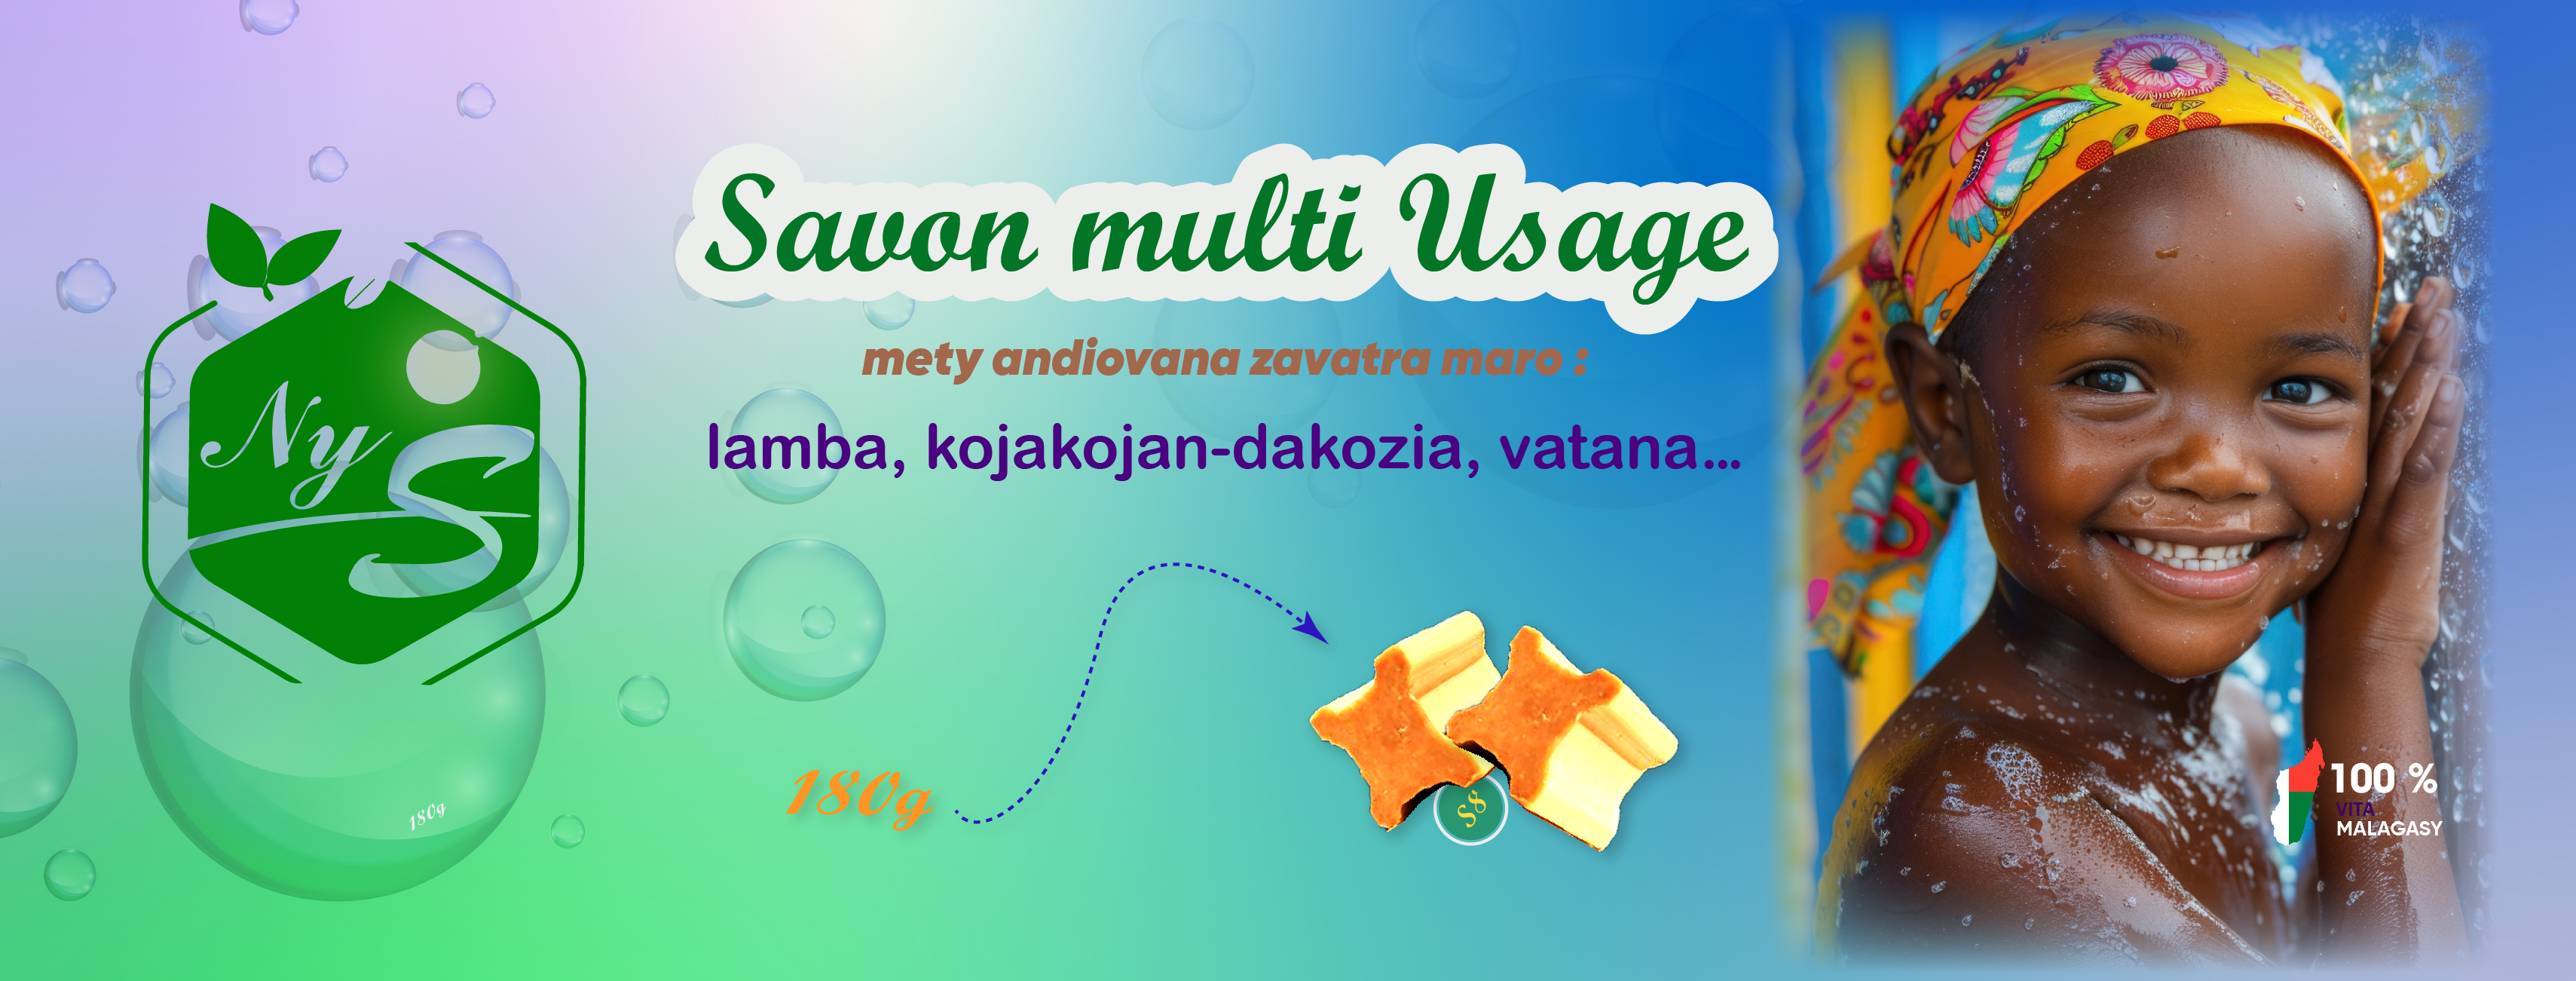 Savon multi Usage
mety andiovana zavatra maro :
lamba, kojakojan-dakozia, vatana...
Ny S
180g
180g
S8
100 %
VITA
MALAGASY